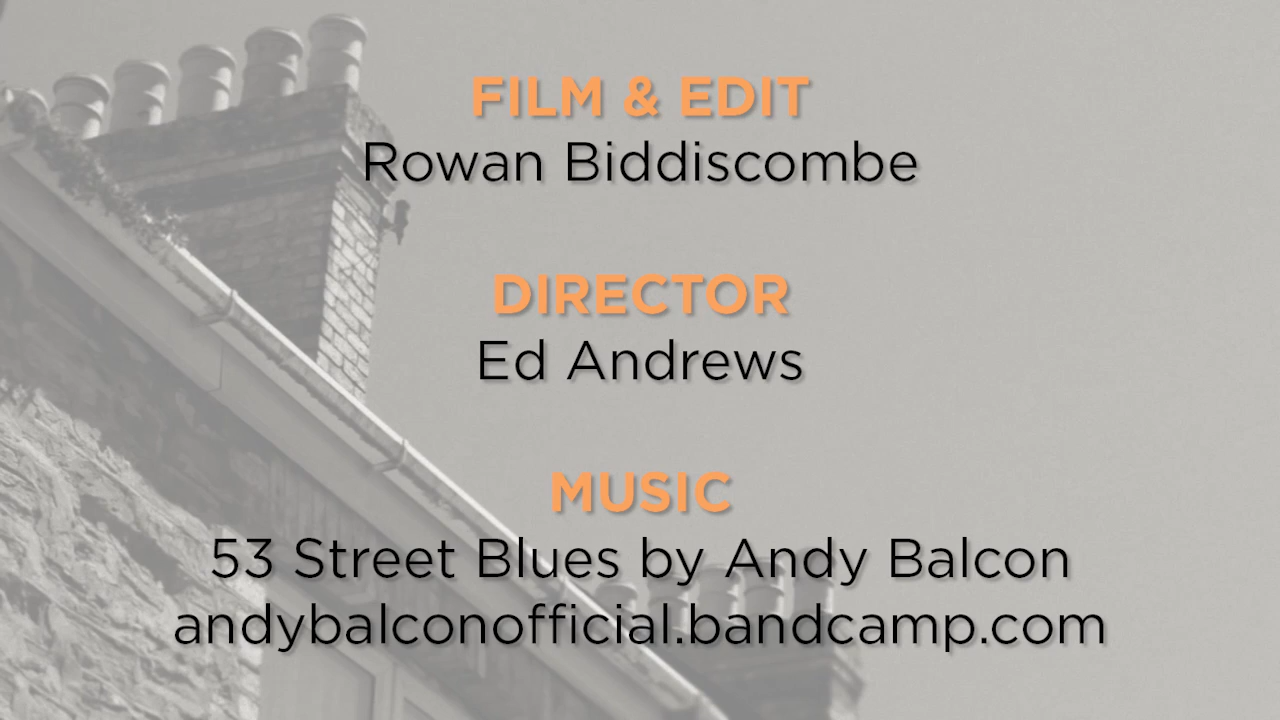 FILM & EDIT
Rowan Biddiscombe
DIRECTOR
Ed Andrews
MUSIC
53 Street Blues by Andy Balcon
andybalconofficial.bandcamp.com